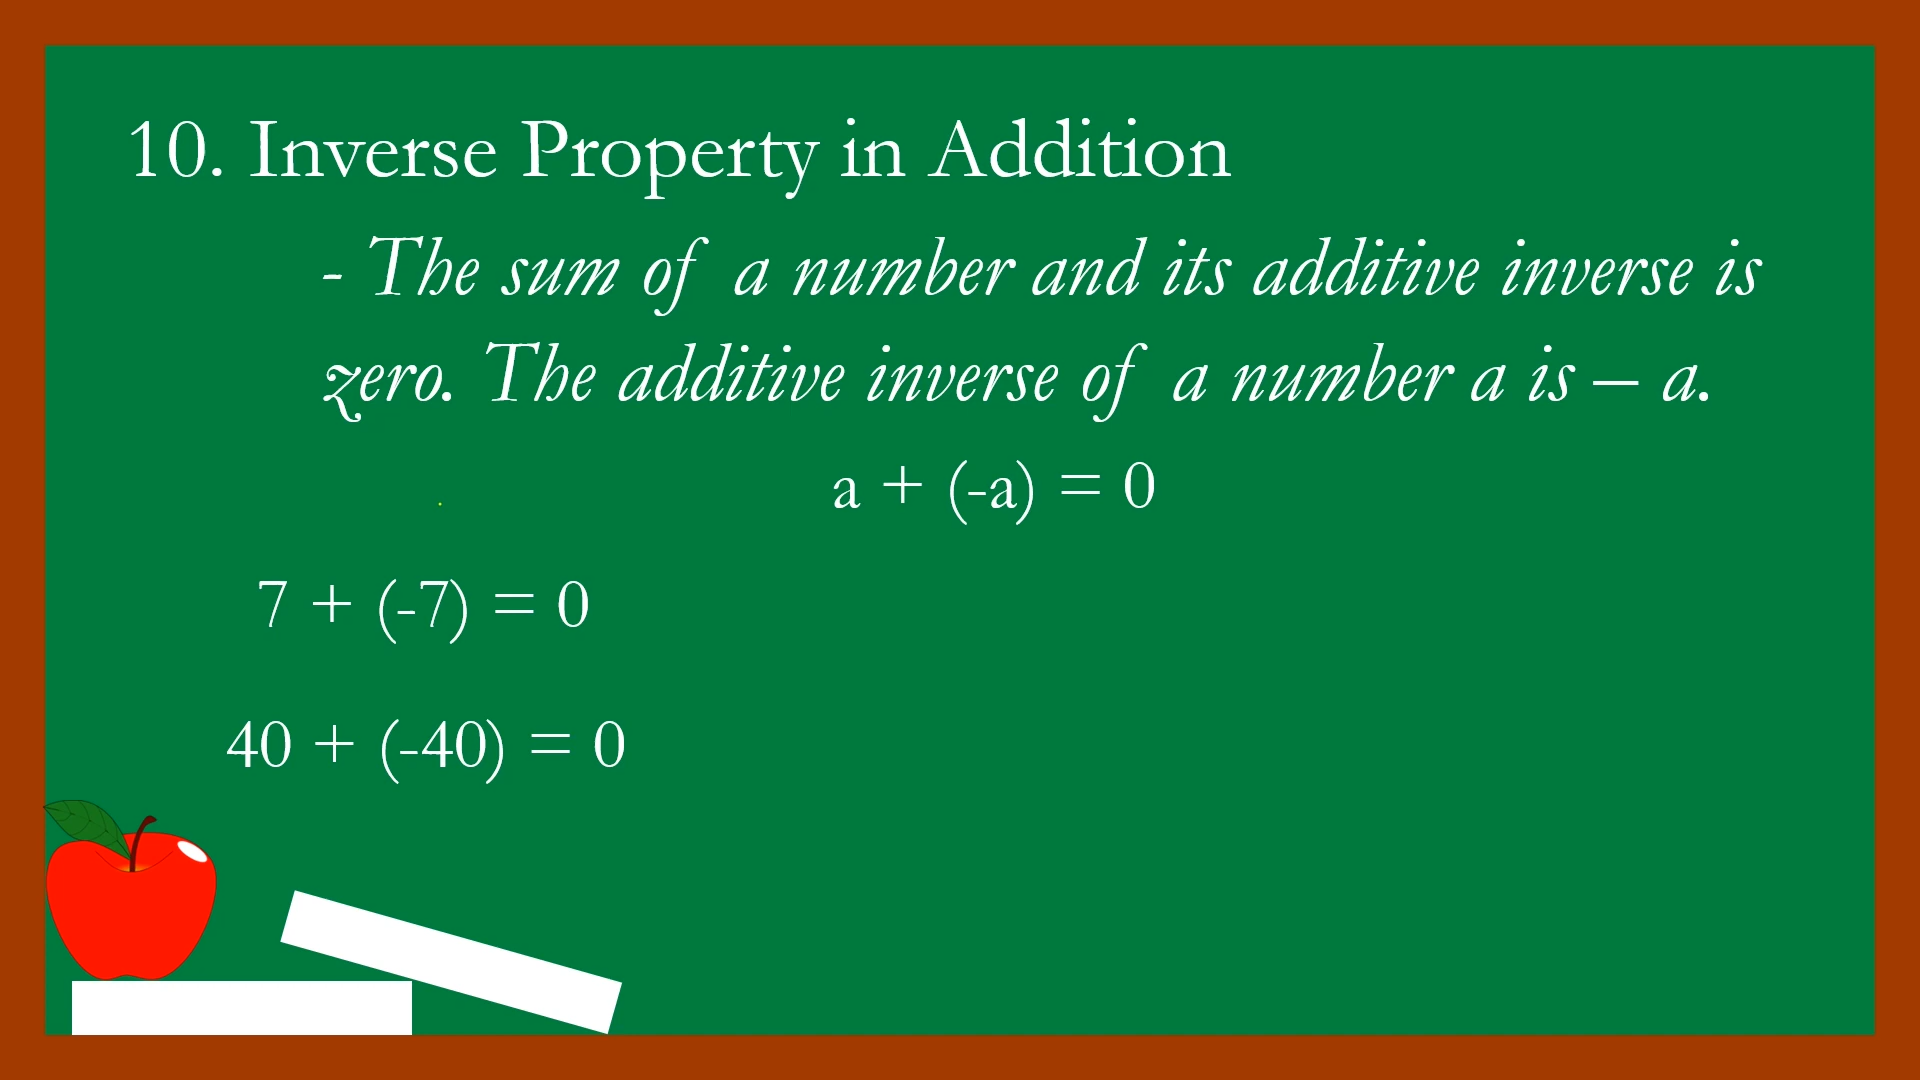 10. Inverse Property in Addition
- The sum of a number and its additive inverse is
zero. The additive inverse of a number a is – a.
a + (-a) = 0
7 + (-7) = 0
40 + (-40) = 0